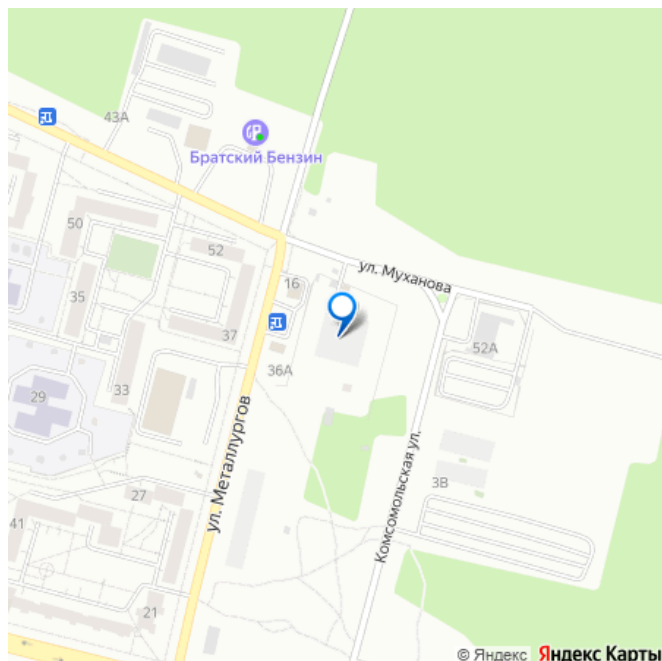 43А
Братский Бензин
50
52
ул. Муханова
16
35
37
52А
36А
33
29
ул. Металлургов
Комсомольская ул.
3В
27
41
21
© Яндекс Яндекс Карты